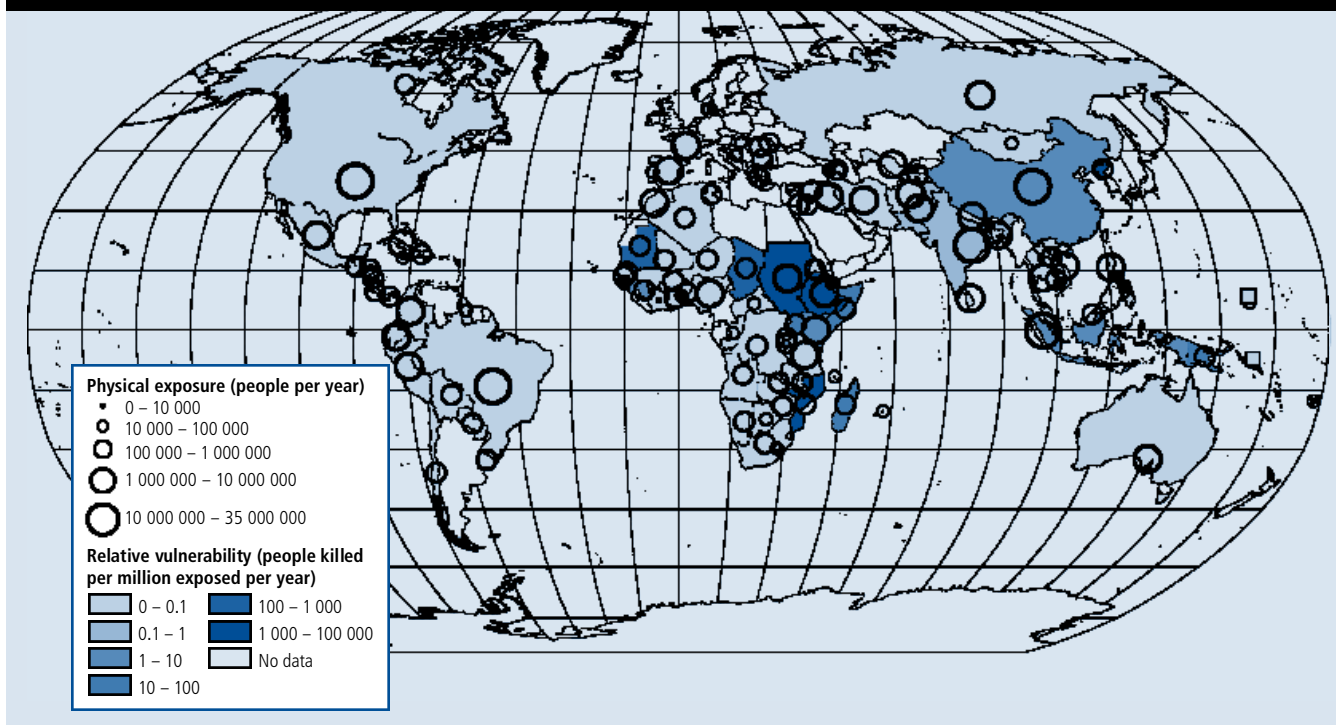 Physical exposure (people per year)
0 – 10 000
10 000 – 100 000
100 000 – 1 000 000
1 000 000 – 10 000 000
10 000 000 – 35 000 000
Relative vulnerability (people killed
per million exposed per year)
0 – 0.1
0.1 – 1
1 – 10
10 – 100
100 – 1 000
1 000 – 100 000
No data